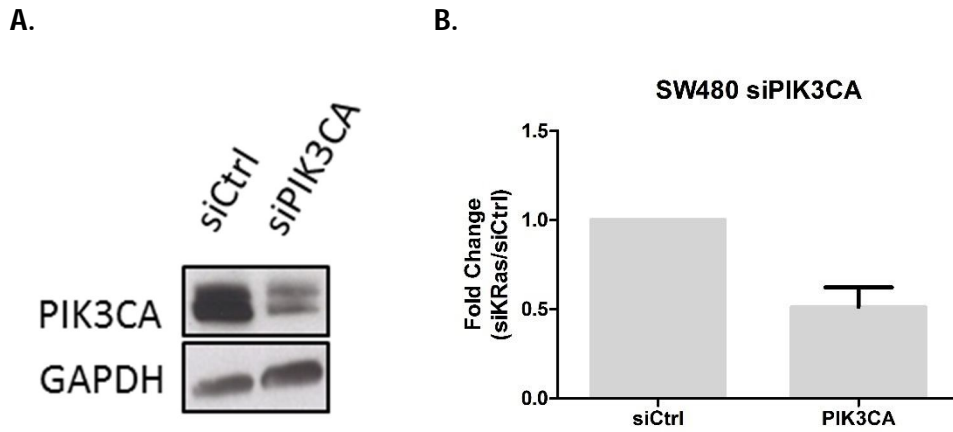 A.
siCtrl
siPIK3CA
PIK3CA
GAPDH
B.
SW480 siPIK3CA
Fold Change
(siKRas/siCtrl)
1.5
1.0
0.5
0.0
siCtrl
PIK3CA